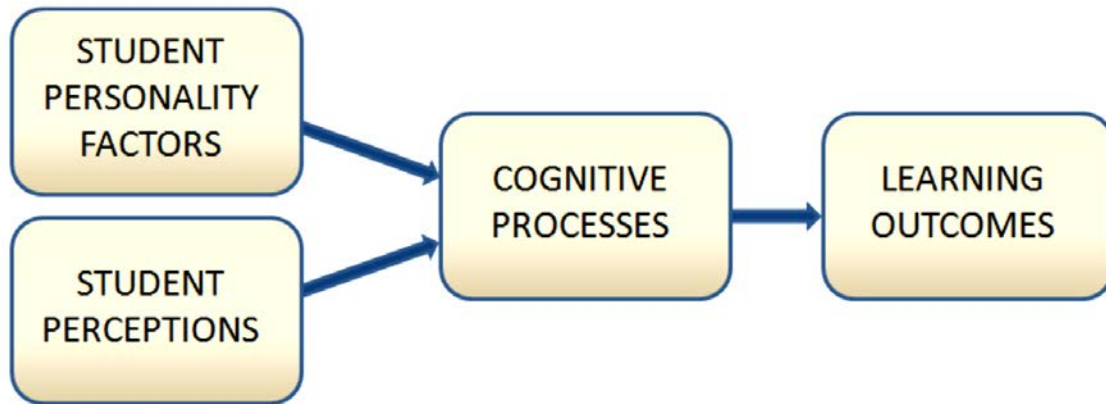 STUDENT
PERSONALITY
FACTORS
STUDENT
PERCEPTIONS
COGNITIVE
PROCESSES
LEARNING
OUTCOMES